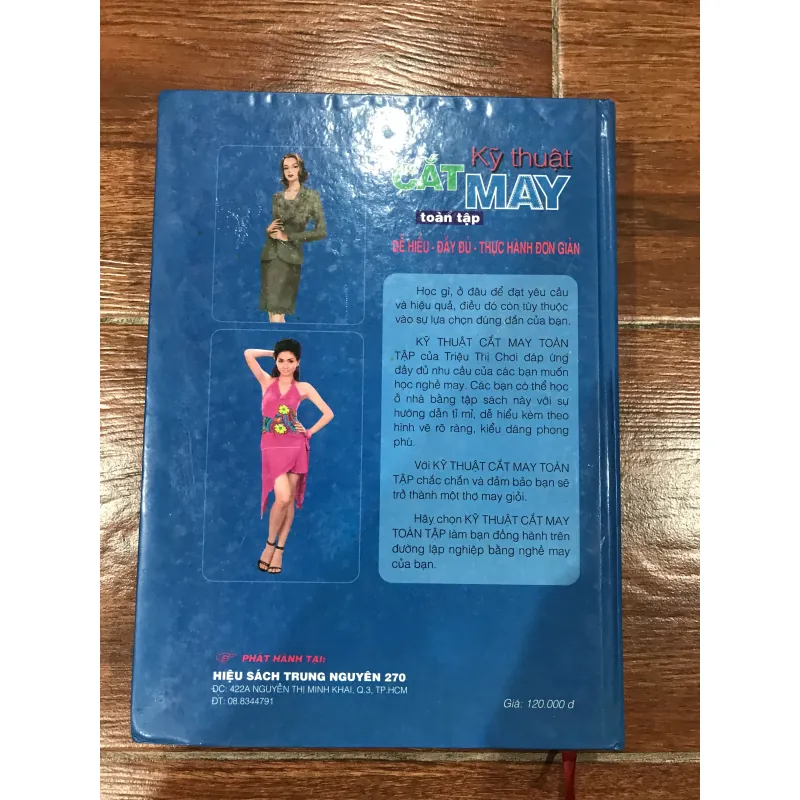 Kỹ thuật
CẮT MAY
toàn tập
DỄ HIỂU - ĐẦY ĐỦ - THỰC HÀNH ĐƠN GIẢN
Học gì, ở đâu để đạt yêu cầu
và hiệu quả, điều đó còn tùy thuộc
vào sự lựa chọn đúng đắn của bạn.
KỸ THUẬT CẮT MAY TOÀN
TẬP của Triệu Thị Chơi đáp ứng
đầy đủ nhu cầu của các bạn muốn
học nghề may. Các bạn có thể học
ở nhà bằng tập sách này với sự
hướng dẫn tỉ mỉ, dễ hiểu kèm theo
hình vẽ rõ ràng, kiểu dáng phong
phú.
Với KỸ THUẬT CẮT MAY TOÀN
TẬP chắc chắn và đảm bảo bạn sẽ
trở thành một thợ may giỏi.
Hãy chọn KỸ THUẬT CẮT MAY
TOÀN TẬP làm bạn đồng hành trên
đường lập nghiệp bằng nghề may
của bạn.
PHÁT HÀNH TẠI:
HIỆU SÁCH TRUNG NGUYÊN 270
ĐC: 422A NGUYỄN THỊ MINH KHAI, Q.3, TP.HCM
ĐT: 08.8344791
Giá: 120.000 đ